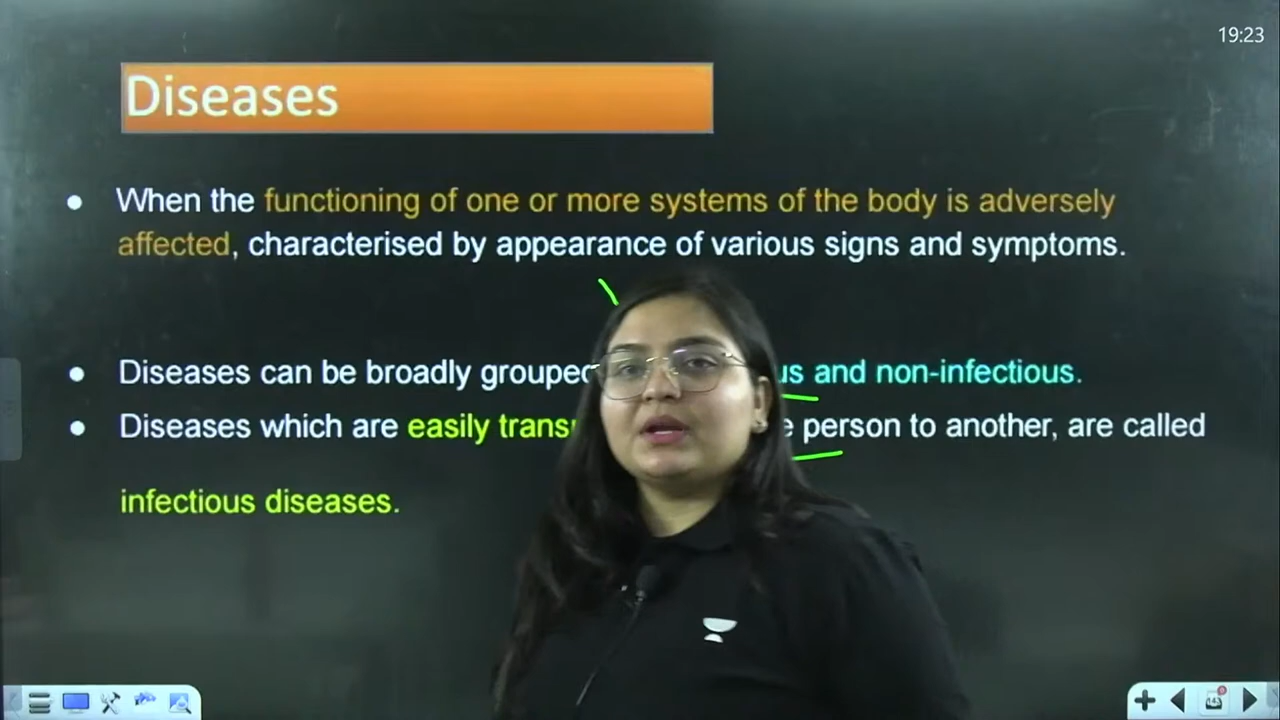 19:23
Diseases
When the functioning of one or more systems of the body is adversely
affected, characterised by appearance of various signs and symptoms.
Diseases can be broadly grouped and non-infectious.
Diseases which are easily person to another, are called
infectious diseases.